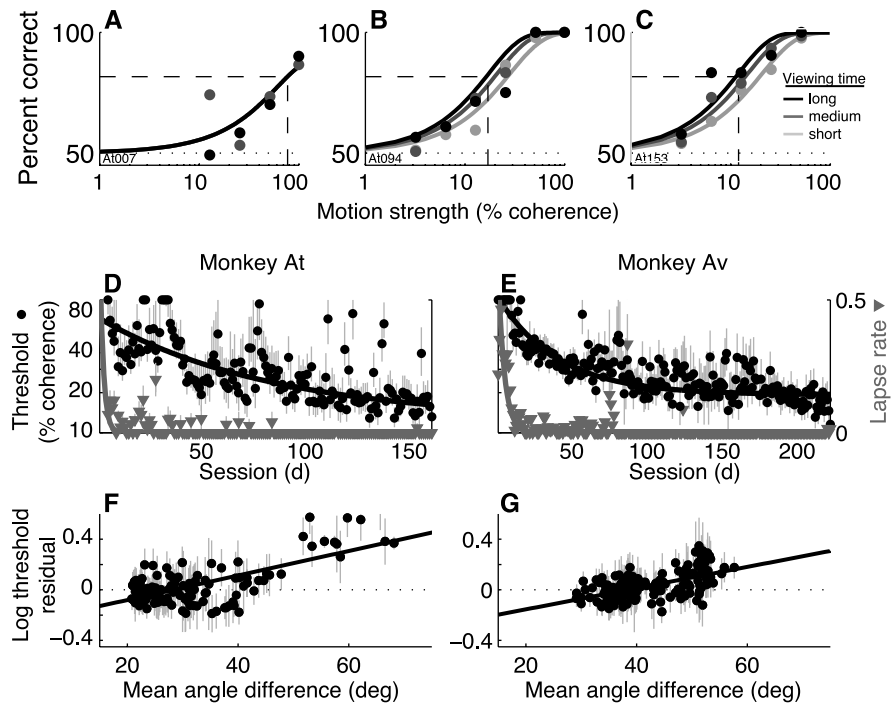 A
B
C
Percent correct
100
50
At007
1
10
100
100
50
At094
1
10
100
100
50
At153
1
10
100
Viewing time
long
medium
short
Motion strength (% coherence)
Monkey At
Monkey Av
D
E
Threshold
(% coherence)
80
40
20
10
50
100
150
Session (d)
50
100
150
200
Session (d)
0.5
0
Lapse rate
F
G
Log threshold
residual
0.4
0
−0.4
20
40
60
Mean angle difference (deg)
0.4
0
−0.4
20
40
60
Mean angle difference (deg)